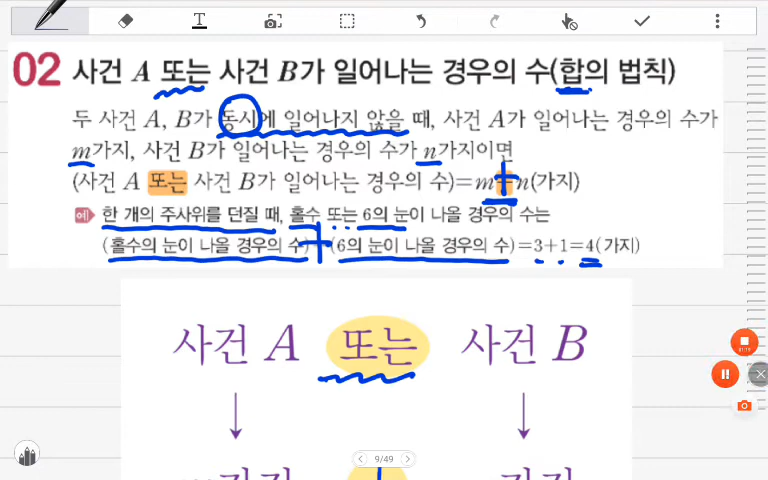 T
02 사건 A 또는 사건 B가 일어나는 경우의 수(합의 법칙)
두 사건 A, B가 동시에 일어나지 않을 때, 사건 A가 일어나는 경우의 수가
m가지, 사건 B가 일어나는 경우의 수가 n가지이면
(사건 A 또는 사건 B가 일어나는 경우의 수)=m+n(가지)
예 한 개의 주사위를 던질 때, 홀수 또는 6의 눈이 나올 경우의 수는
(홀수의 눈이 나올 경우의 수)+(6의 눈이 나올 경우의 수)=3+1=4(가지)
사건 A 또는 사건 B
9/49